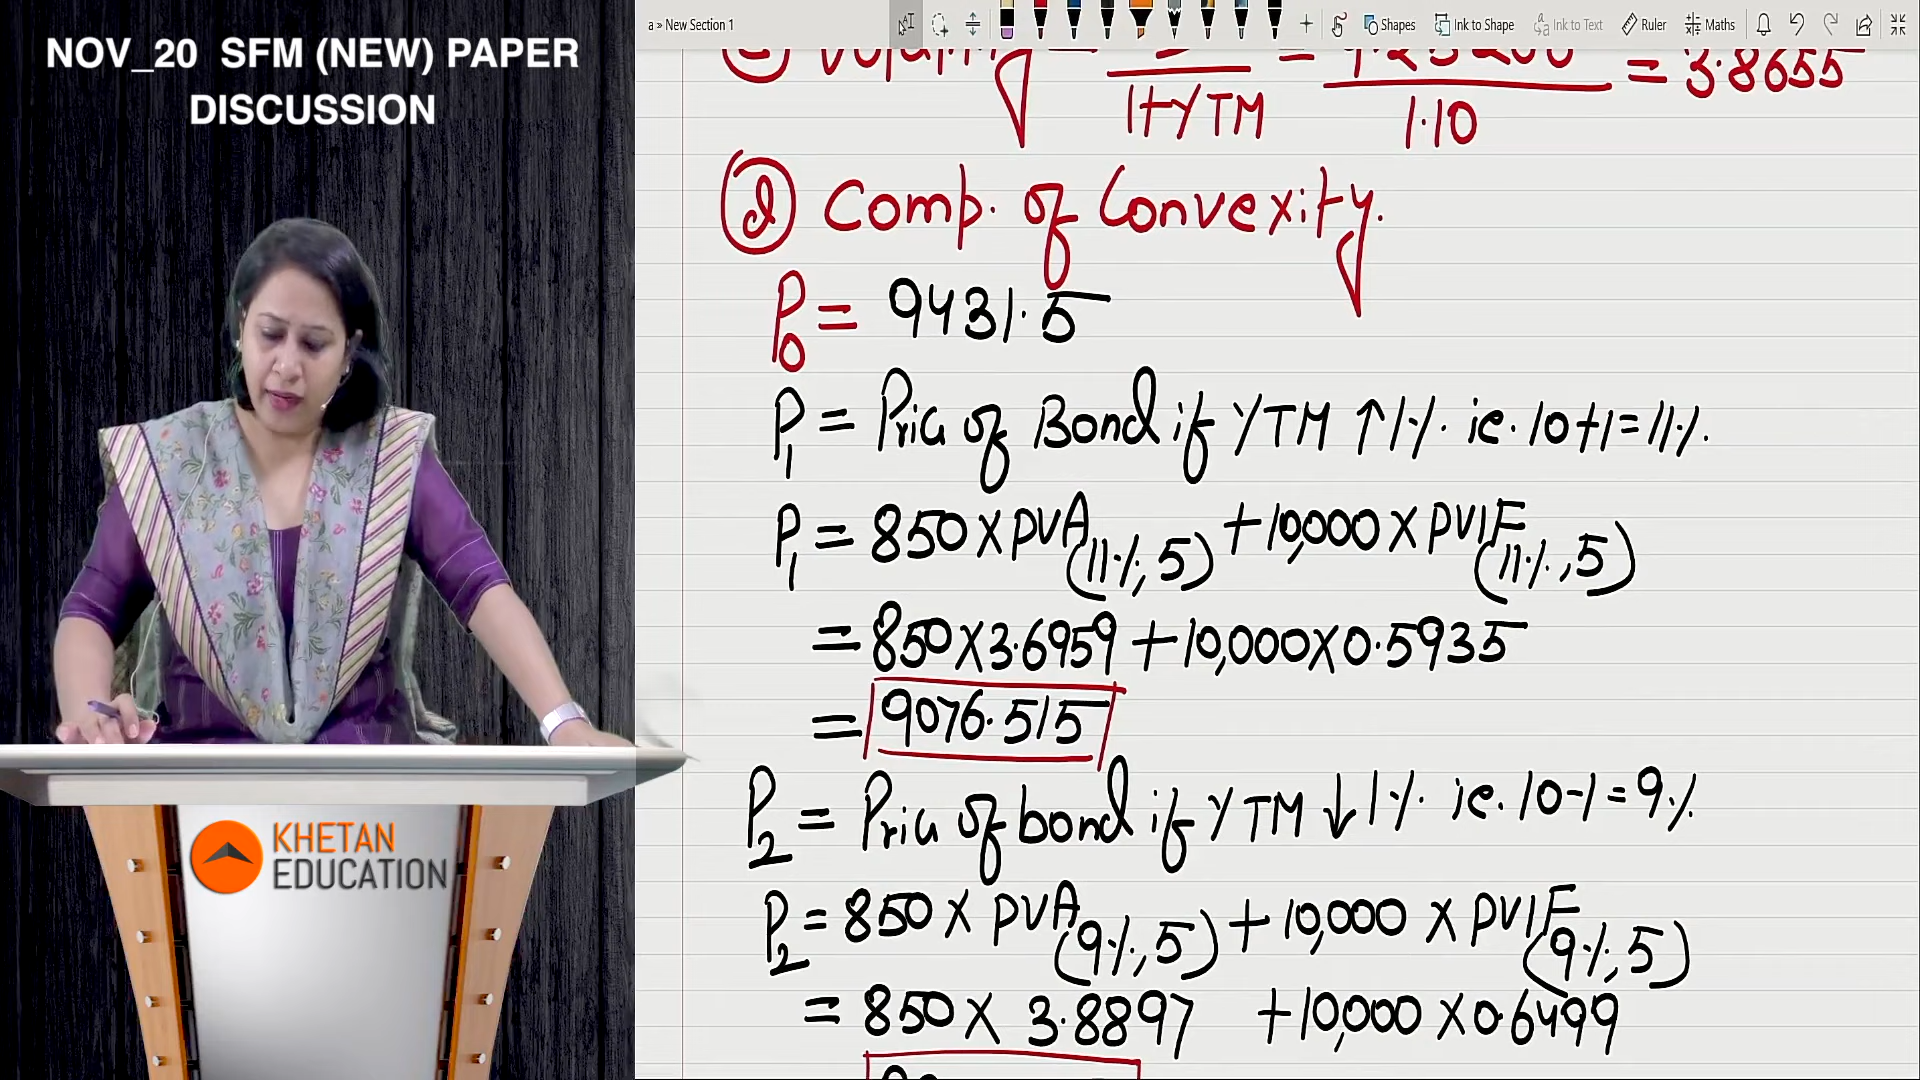 NOV_20 SFM (NEW) PAPER
DISCUSSION
a » New Section 1
Shapes
Ink to Shape
Ink to Text
Ruler
Maths
= = 3.8655
1+YTM 1.10
(d) Comp. of Convexity.
P0 = 9431.5
P1 = Price of Bond if YTM ↑ 1%. ie. 10+1=11%.
P1 = 850 X PVA(11%, 5) + 10,000 X PVIF(11%, 5)
= 850 X 3.6959 + 10,000 X 0.5935
= 9076.515
P2 = Price of bond if YTM ↓ 1% ie. 10-1=9%
P2 = 850 X PVA(9%, 5) + 10,000 X PVIF(9%, 5)
= 850 X 3.8897 + 10,000 X 0.6499
KHETAN
EDUCATION